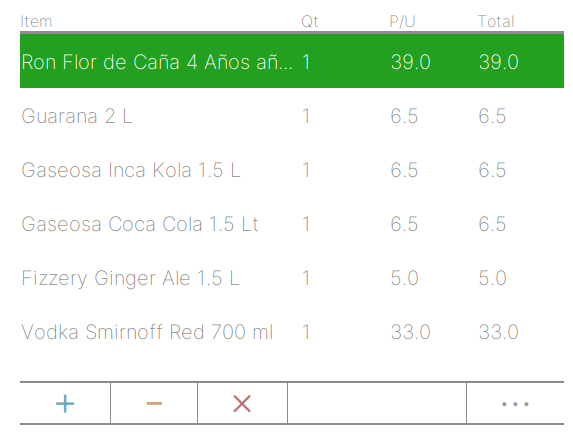 Item Qt P/U Total
Ron Flor de Caña 4 Años añ... 1 39.0 39.0
Guarana 2 L 1 6.5 6.5
Gaseosa Inca Kola 1.5 L 1 6.5 6.5
Gaseosa Coca Cola 1.5 Lt 1 6.5 6.5
Fizzery Ginger Ale 1.5 L 1 5.0 5.0
Vodka Smirnoff Red 700 ml 1 33.0 33.0